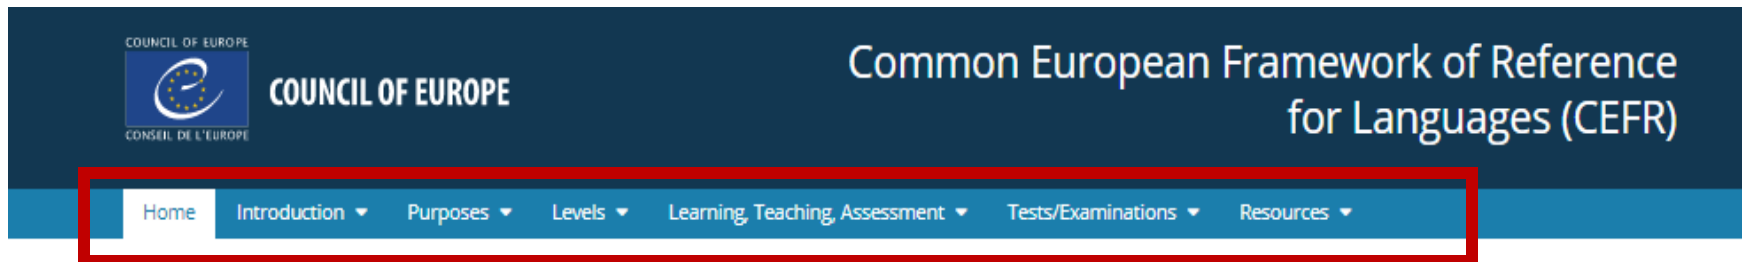 COUNCIL OF EUROPE
COUNCIL OF EUROPE
CONSEIL DE L'EUROPE
Common European Framework of Reference
for Languages (CEFR)
Home Introduction Purposes Levels Learning, Teaching, Assessment Tests/Examinations Resources